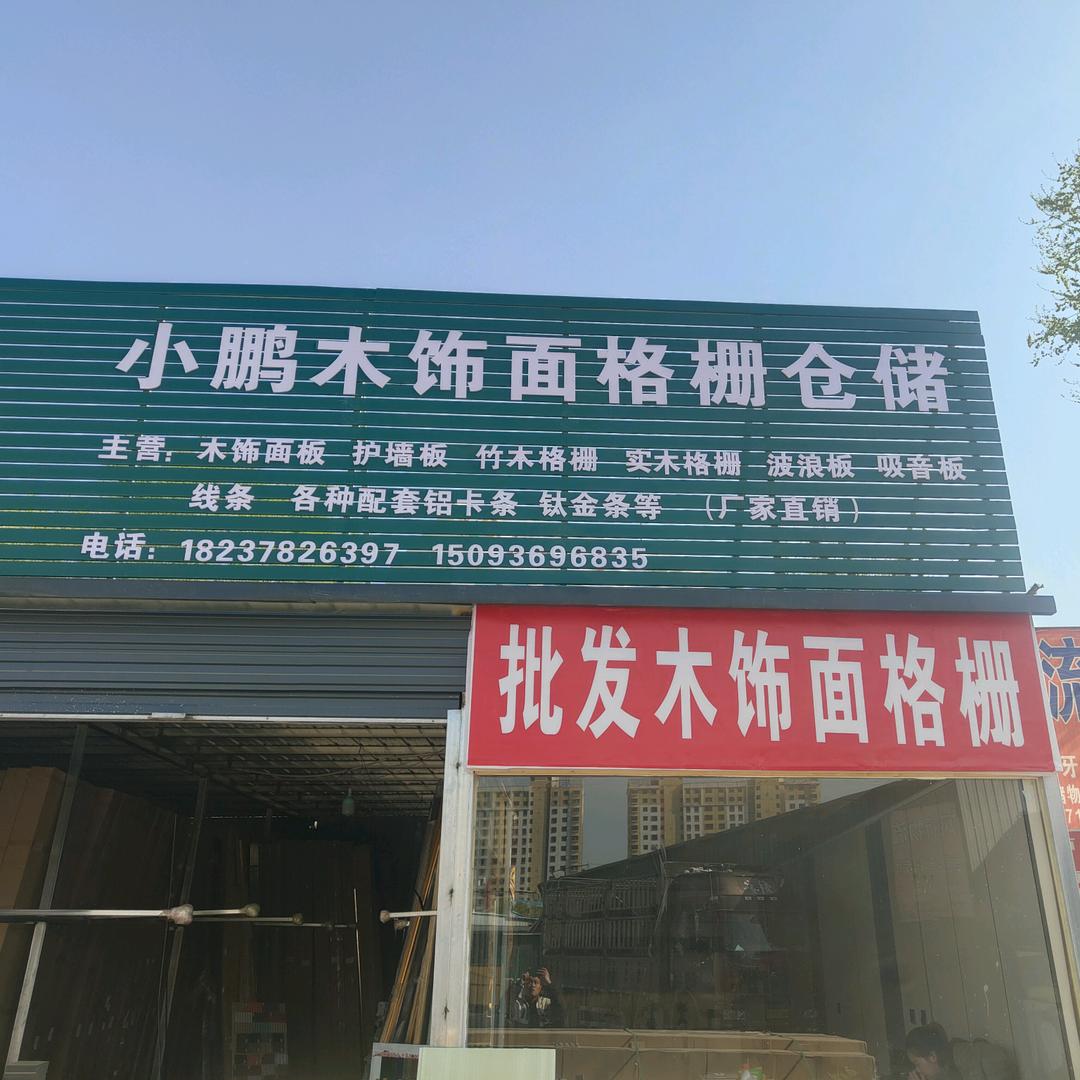 小鹏木饰面格栅仓储
主营：木饰面板 护墙板 竹木格栅 实木格栅 波浪板 吸音板
线条 各种配套铝卡条 钛金条等 （厂家直销）
电话：18237826397 15093696835
批发木饰面格栅
流
牙
物